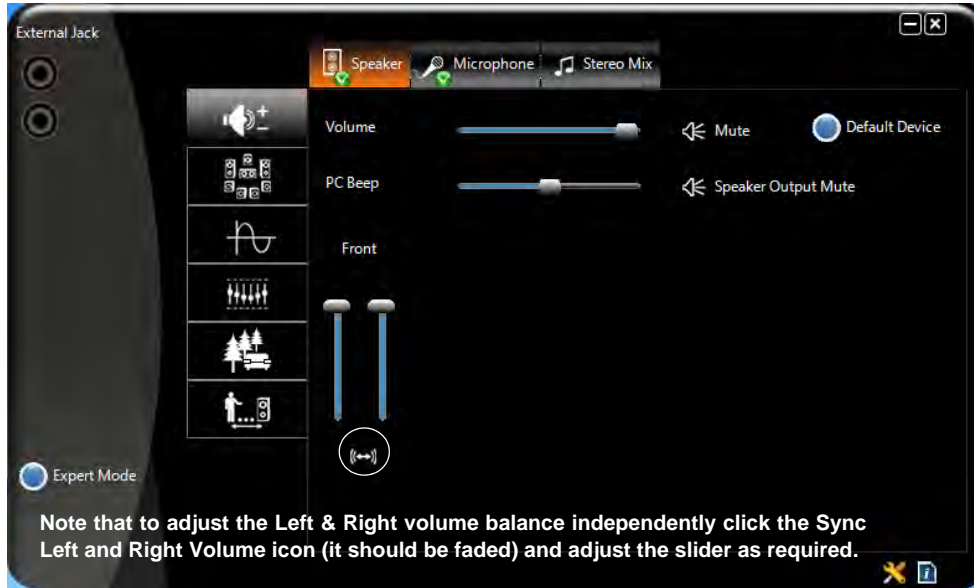 External Jack
Speaker Microphone Stereo Mix
Volume Mute Default Device
PC Beep Speaker Output Mute
Front
Expert Mode
Note that to adjust the Left & Right volume balance independently click the Sync
Left and Right Volume icon (it should be faded) and adjust the slider as required.